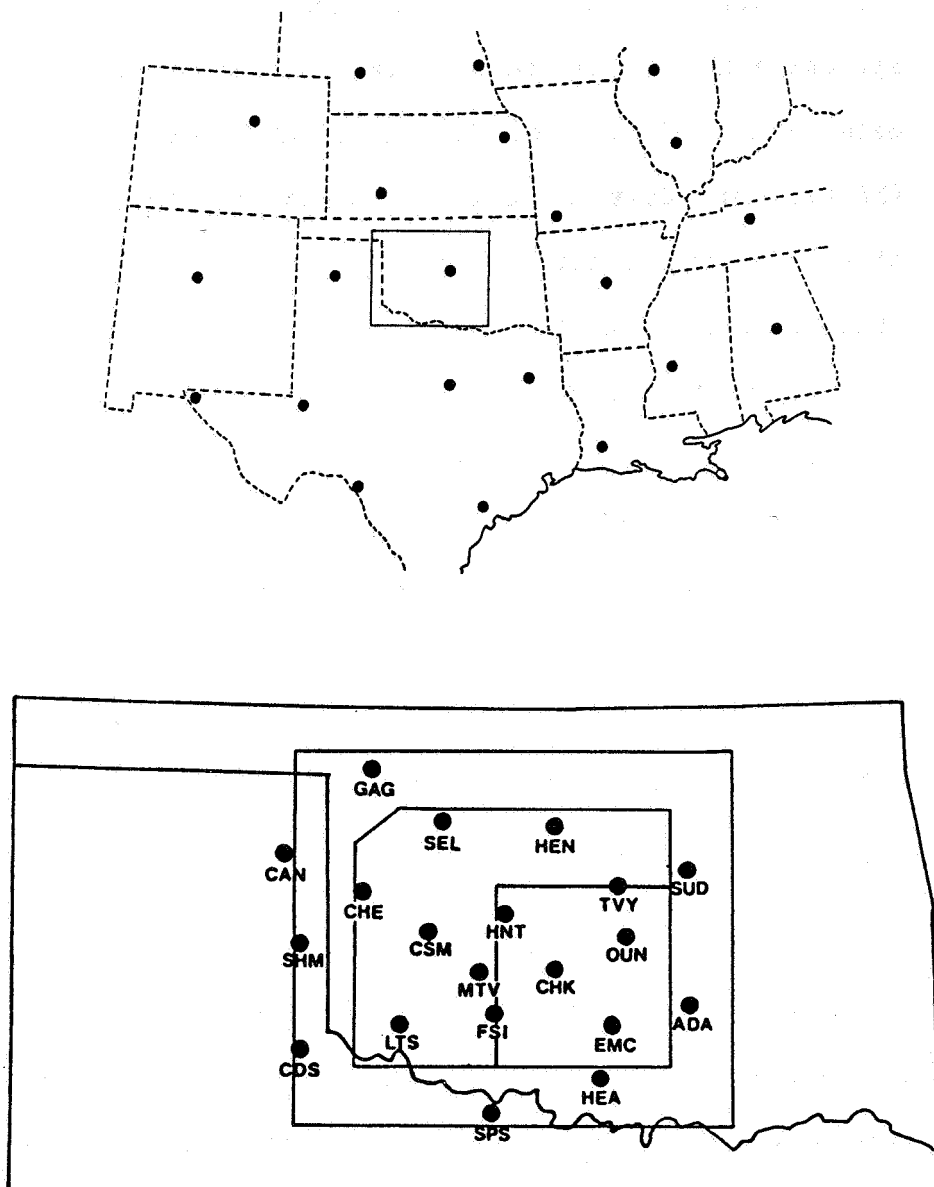 GAG
SEL
HEN
CAN
SUD
CHE
TVY
HNT
CSM
OUN
SHM
MTV
CHK
FSI
ADA
LTS
EMC
CDS
HEA
SPS